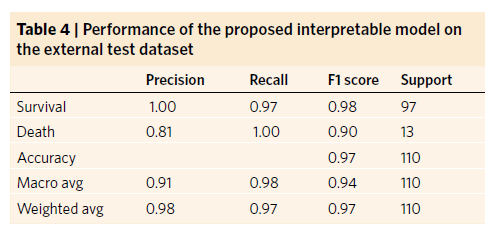 Table 4 | Performance of the proposed interpretable model on
the external test dataset
Precision Recall F1 score Support
Survival 1.00 0.97 0.98 97
Death 0.81 1.00 0.90 13
Accuracy 0.97 110
Macro avg 0.91 0.98 0.94 110
Weighted avg 0.98 0.97 0.97 110